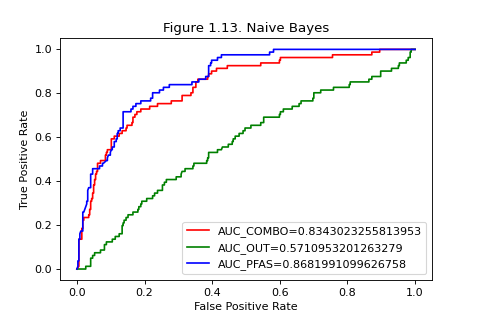 Figure 1.13. Naive Bayes
True Positive Rate
1.0
0.8
0.6
0.4
0.2
0.0
AUC_COMBO=0.8343023255813953
AUC_OUT=0.5710953201263279
AUC_PFAS=0.8681991099626758
0.0 0.2 0.4 0.6 0.8 1.0
False Positive Rate